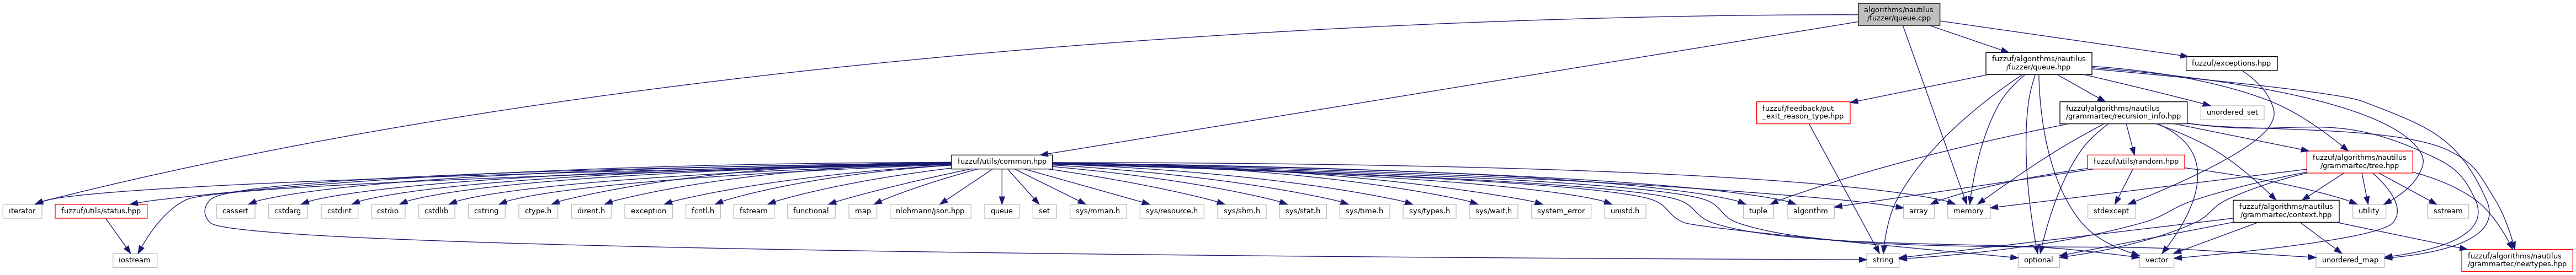 algorithms/nautilus
/fuzzer/queue.cpp
fuzzuf/algorithms/nautilus
/fuzzer/queue.hpp
fuzzuf/exceptions.hpp
fuzzuf/feedback/put
_exit_reason_type.hpp
fuzzuf/algorithms/nautilus
/grammartec/recursion_info.hpp
unordered_set
fuzzuf/utils/common.hpp
fuzzuf/utils/random.hpp
fuzzuf/algorithms/nautilus
/grammartec/tree.hpp
iterator
fuzzuf/utils/status.hpp
cassert
cstdarg
cstdint
cstdio
cstdlib
cstring
ctype.h
dirent.h
exception
fcntl.h
fstream
functional
map
nlohmann/json.hpp
queue
set
sys/mman.h
sys/resource.h
sys/shm.h
sys/stat.h
sys/time.h
sys/types.h
sys/wait.h
system_error
unistd.h
tuple
algorithm
array
memory
stdexcept
fuzzuf/algorithms/nautilus
/grammartec/context.hpp
utility
sstream
iostream
string
optional
vector
unordered_map
fuzzuf/algorithms/nautilus
/grammartec/newtypes.hpp